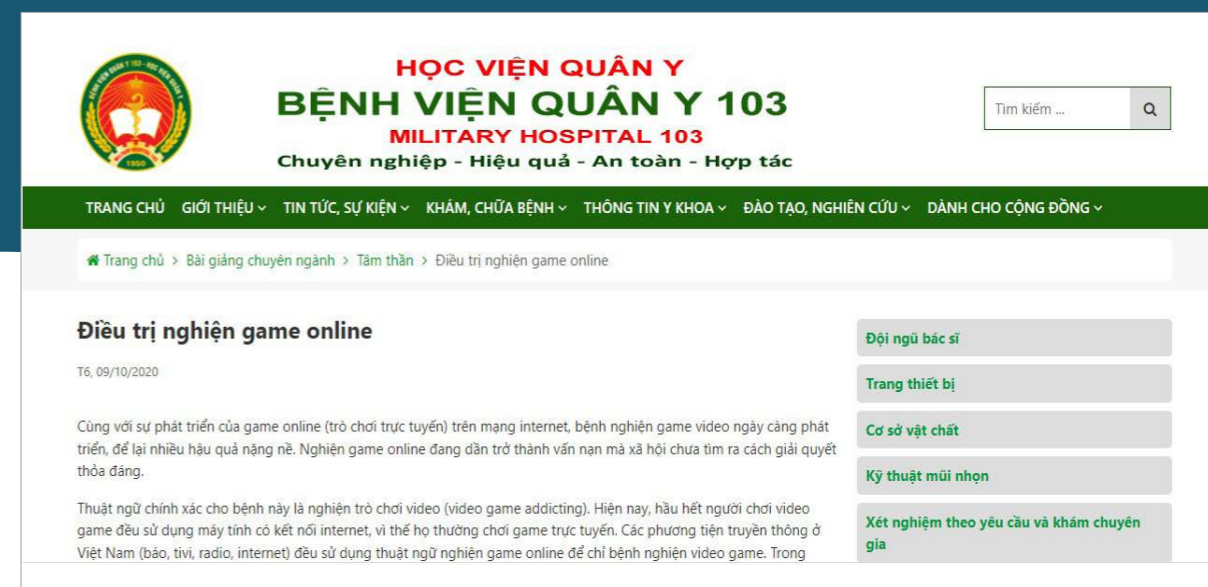 HỌC VIỆN QUÂN Y
BỆNH VIỆN QUÂN Y 103
MILITARY HOSPITAL 103
Chuyên nghiệp - Hiệu quả - An toàn - Hợp tác
1950
Tìm kiếm ...
TRANG CHỦ GIỚI THIỆU TIN TỨC, SỰ KIỆN KHÁM, CHỮA BỆNH THÔNG TIN Y KHOA ĐÀO TẠO, NGHIÊN CỨU DÀNH CHO CỘNG ĐỒNG
Trang chủ > Bài giảng chuyên ngành > Tâm thần > Điều trị nghiện game online
Điều trị nghiện game online
T6, 09/10/2020
Cùng với sự phát triển của game online (trò chơi trực tuyến) trên mạng internet, bệnh nghiện game video ngày càng phát
triển, để lại nhiều hậu quả nặng nề. Nghiện game online đang dần trở thành vấn nạn mà xã hội chưa tìm ra cách giải quyết
thỏa đáng.
Thuật ngữ chính xác cho bệnh này là nghiện trò chơi video (video game addicting). Hiện nay, hầu hết người chơi video
game đều sử dụng máy tính có kết nối internet, vì thế họ thường chơi game trực tuyến. Các phương tiện truyền thông ở
Việt Nam (báo, tivi, radio, internet) đều sử dụng thuật ngữ nghiện game online để chỉ bệnh nghiện video game. Trong
Đội ngũ bác sĩ
Trang thiết bị
Cơ sở vật chất
Kỹ thuật mũi nhọn
Xét nghiệm theo yêu cầu và khám chuyên
gia